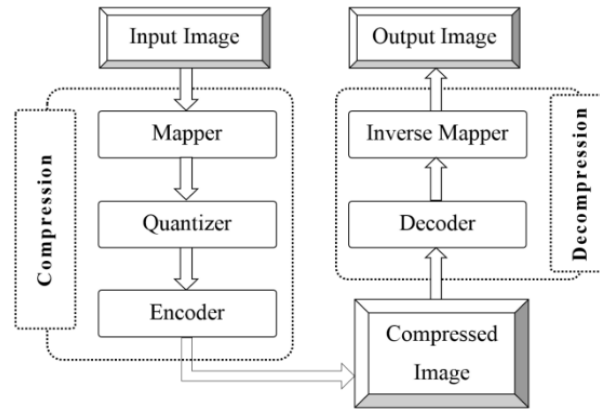 Input Image
Compression
Mapper
Quantizer
Encoder
Output Image
Inverse Mapper
Decoder
Decompression
Compressed
Image